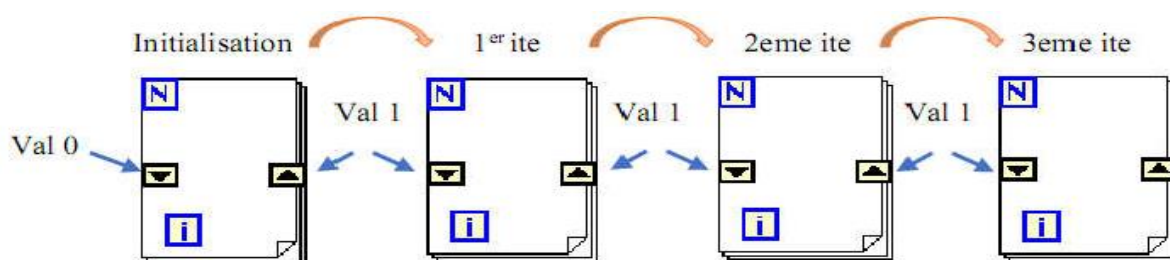 Initialisation 1er ite 2eme ite 3eme ite
N N N N
Val 0 Val 1 Val 1 Val 1
i i i i